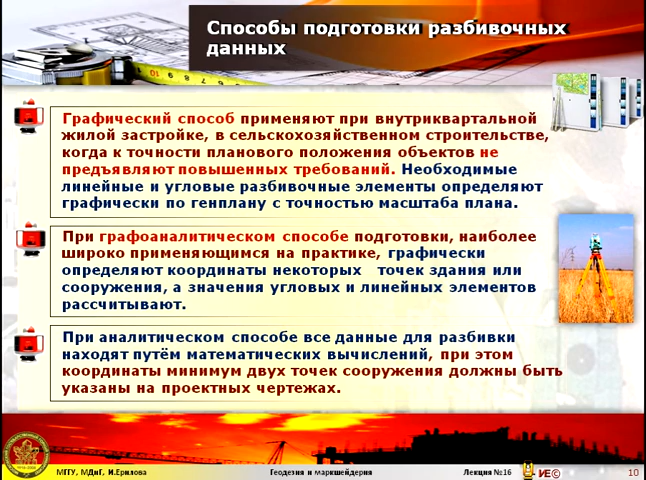 Способы подготовки разбивочных
данных
Графический способ применяют при внутриквартальной
жилой застройке, в сельскохозяйственном строительстве,
когда к точности планового положения объектов не
предъявляют повышенных требований. Необходимые
линейные и угловые разбивочные элементы определяют
графически по генплану с точностью масштаба плана.
При графоаналитическом способе подготовки, наиболее
широко применяющимся на практике, графически
определяют координаты некоторых точек здания или
сооружения, а значения угловых и линейных элементов
рассчитывают.
При аналитическом способе все данные для разбивки
находят путём математических вычислений, при этом
координаты минимум двух точек сооружения должны быть
указаны на проектных чертежах.
МГГУ, МДиГ, И.Ерилова Геодезия и маркшейдерия Лекция №16 - ИЕ© 10